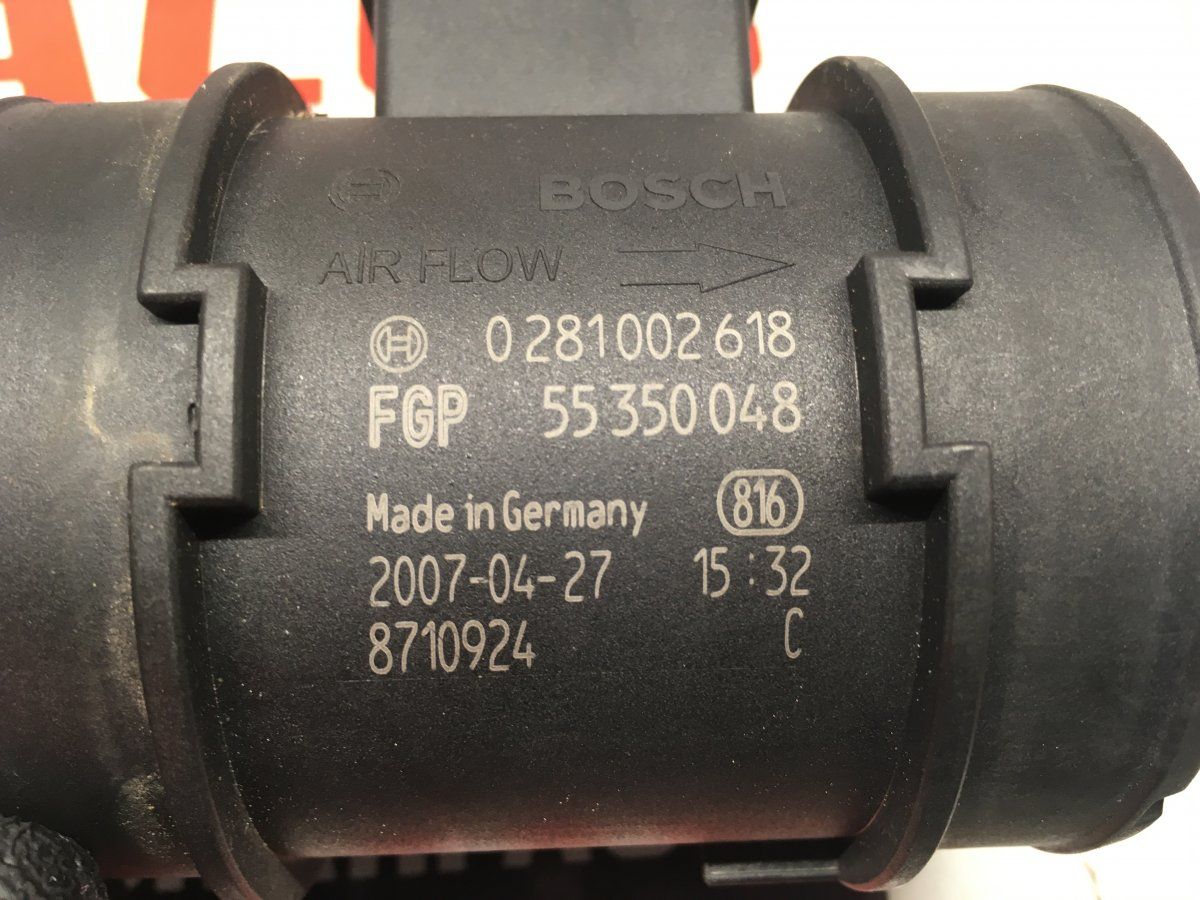 BOSCH
AIR FLOW
0 281 002 618
FGP 55 350 048
Made in Germany 816
2007-04-27 15:32
8710924 C